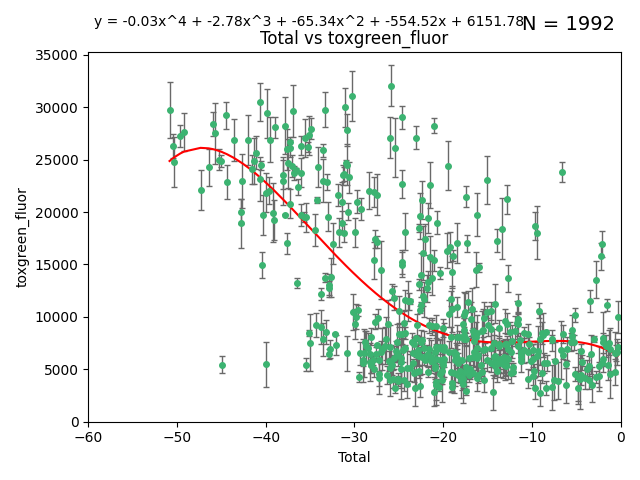 y = -0.03x^4 + -2.78x^3 + -65.34x^2 + -554.52x + 6151.78
N = 1992
Total vs toxgreen_fluor
35000
30000
25000
20000
15000
10000
5000
0
toxgreen_fluor
−60 −50 −40 −30 −20 −10 0
Total